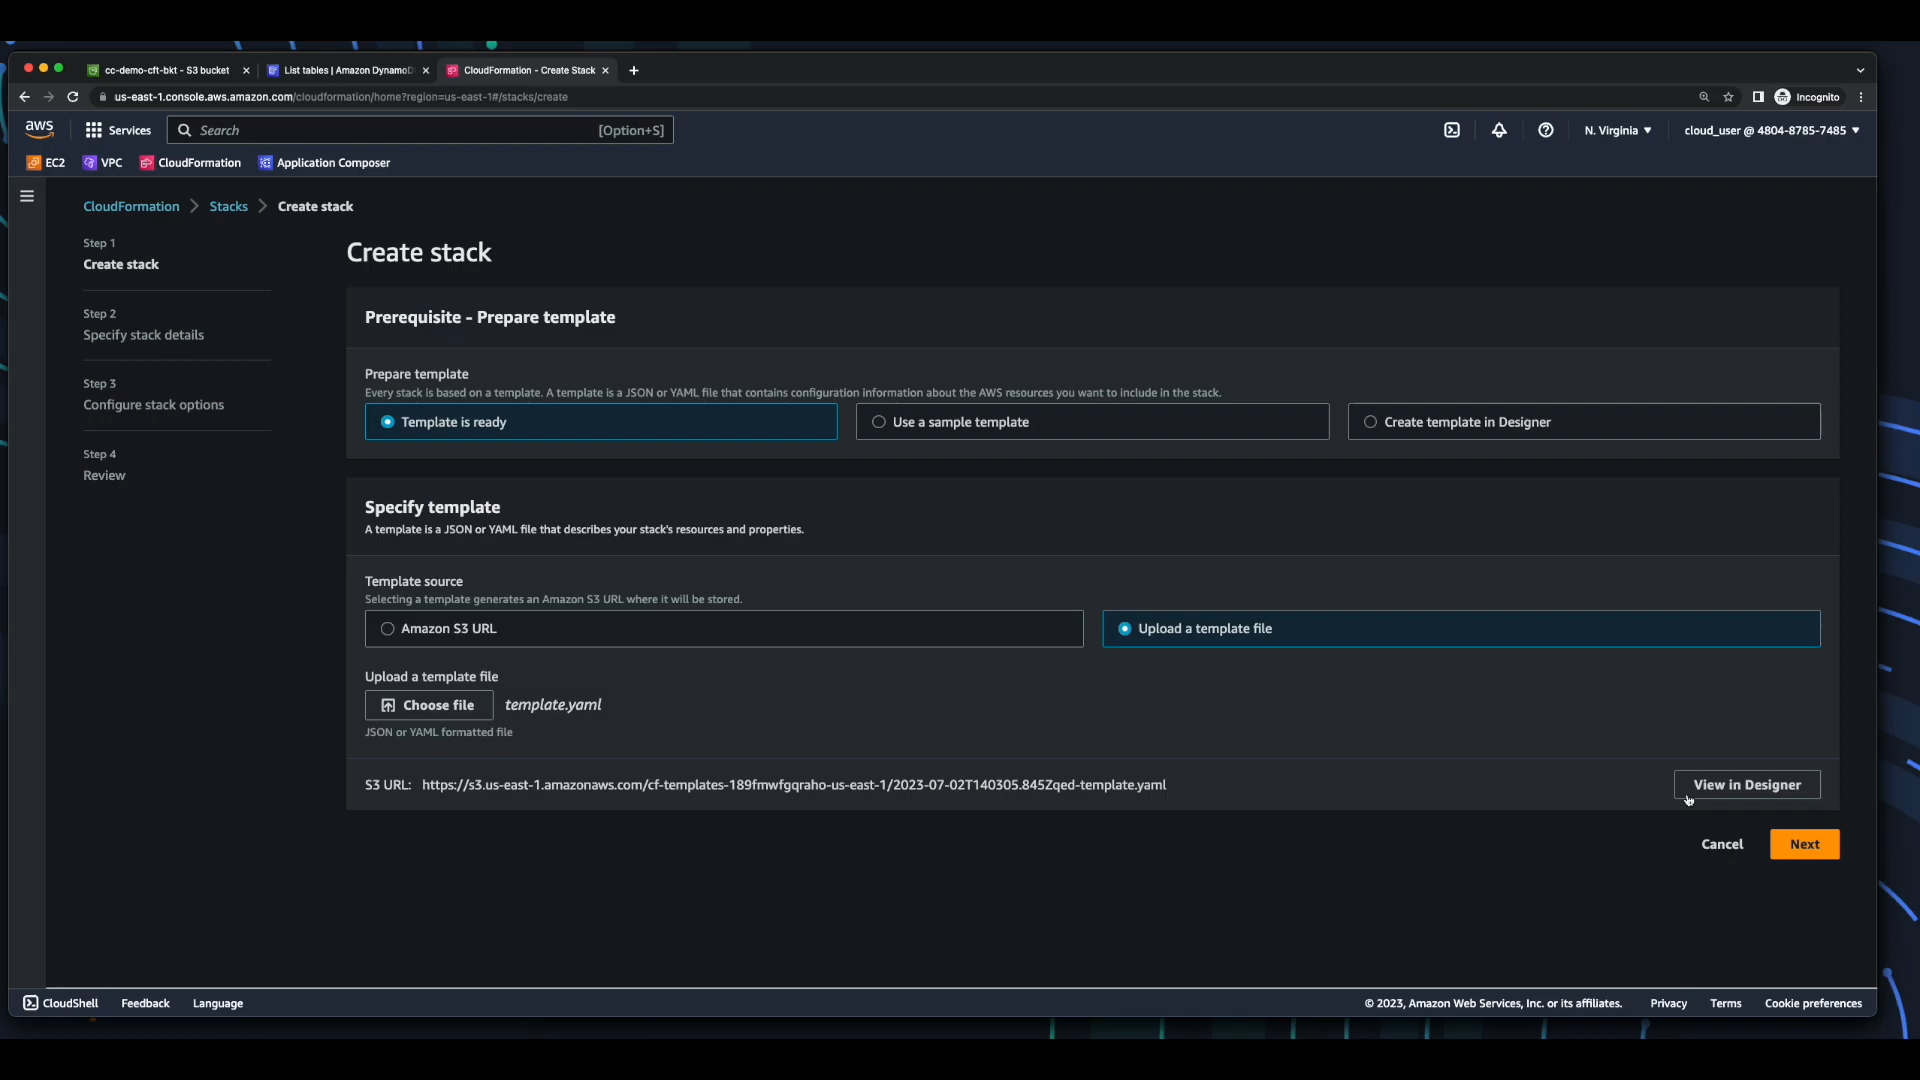 cc-demo-cft-bkt - S3 bucket
List tables | Amazon DynamoD
CloudFormation - Create Stack
us-east-1.console.aws.amazon.com/cloudformation/home?region=us-east-1#/stacks/create
Incognito
aws
Services
Search
[Option+S]
N. Virginia
cloud_user @ 4804-8785-7485
EC2
VPC
CloudFormation
Application Composer
CloudFormation
Stacks
Create stack
Step 1
Create stack
Step 2
Specify stack details
Step 3
Configure stack options
Step 4
Review
Create stack
Prerequisite - Prepare template
Prepare template
Every stack is based on a template. A template is a JSON or YAML file that contains configuration information about the AWS resources you want to include in the stack.
Template is ready
Use a sample template
Create template in Designer
Specify template
A template is a JSON or YAML file that describes your stack's resources and properties.
Template source
Selecting a template generates an Amazon S3 URL where it will be stored.
Amazon S3 URL
Upload a template file
Upload a template file
Choose file
template.yaml
JSON or YAML formatted file
S3 URL: https://s3.us-east-1.amazonaws.com/cf-templates-189fmwfgqraho-us-east-1/2023-07-02T140305.845Zqed-template.yaml
View in Designer
Cancel
Next
CloudShell
Feedback
Language
© 2023, Amazon Web Services, Inc. or its affiliates.
Privacy
Terms
Cookie preferences